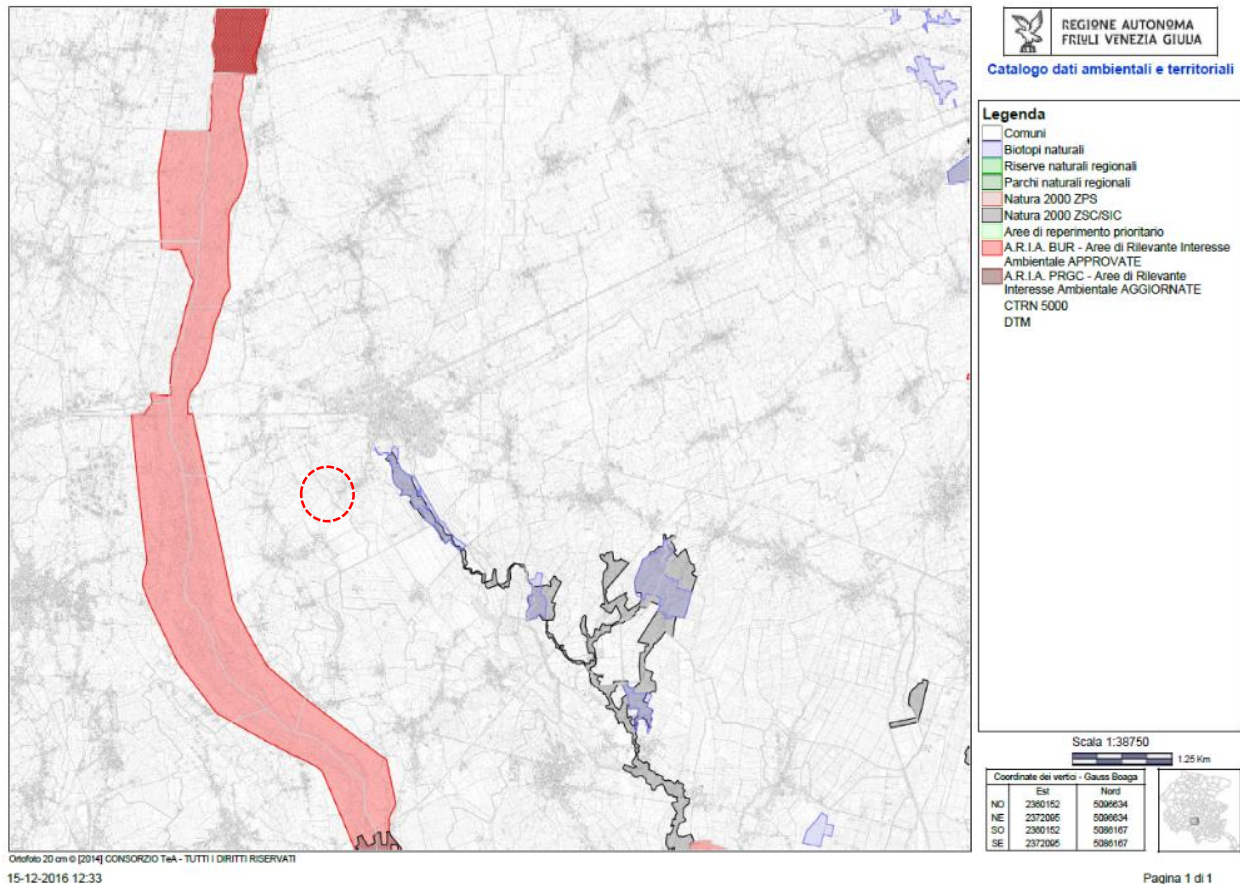 REGIONE AUTONOMA
FRIULI VENEZIA GIULIA
Catalogo dati ambientali e territoriali
Legenda
Comuni
Biotopi naturali
Riserve naturali regionali
Parchi naturali regionali
Natura 2000 ZPS
Natura 2000 ZSC/SIC
Aree di reperimento prioritario
A.R.I.A. BUR - Aree di Rilevante Interesse
Ambientale APPROVATE
A.R.I.A. PRGC - Aree di Rilevante
Interesse Ambientale AGGIORNATE
CTRN 5000
DTM
Scala 1:38750
1.25 Km
Coordinate dei vertici - Gauss Boaga
Est Nord
NO 2360152 5096634
NE 2372095 5096634
SO 2360152 5086167
SE 2372095 5086167
Ortofoto 20 cm © [2014] CONSORZIO TeA - TUTTI I DIRITTI RISERVATI
15-12-2016 12:33
Pagina 1 di 1